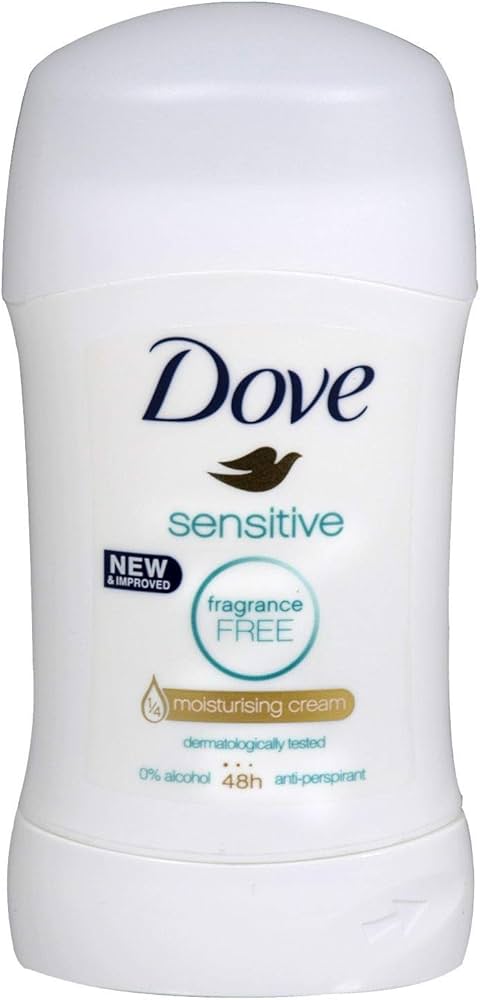 Dove
sensitive
NEW
& IMPROVED
fragrance
FREE
1/4 moisturising cream
dermatologically tested
0% alcohol 48h anti-perspirant